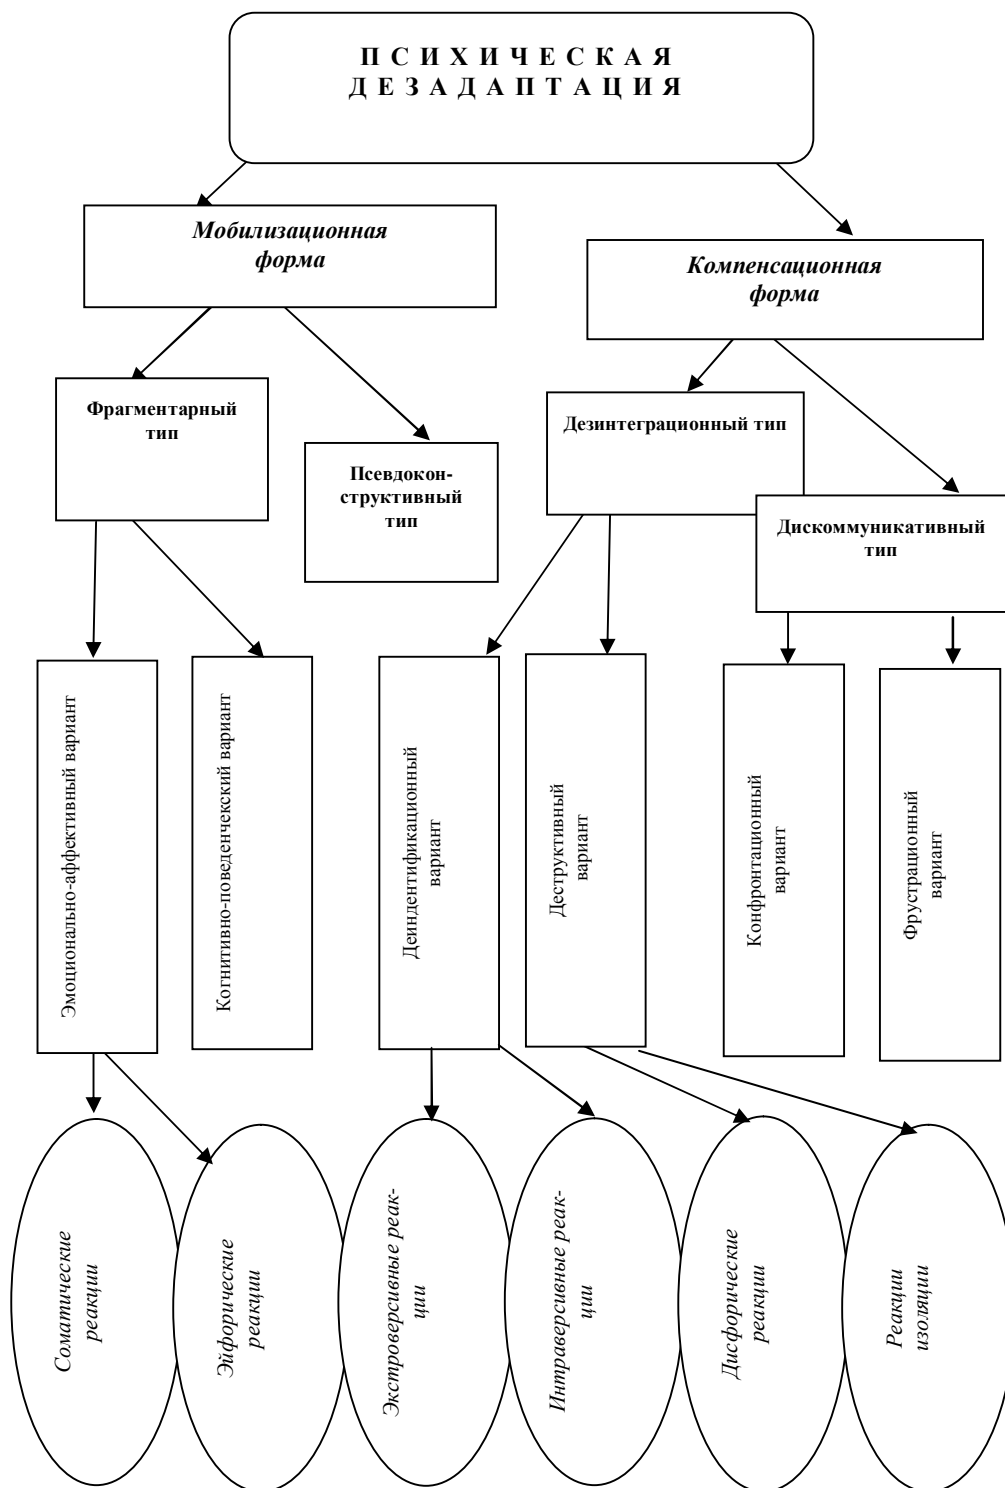 П С И Х И Ч Е С К А Я
Д Е З А Д А П Т А Ц И Я
Мобилизационная
форма
Компенсационная
форма
Фрагментарный
тип
Псевдокон-
структивный
тип
Дезинтеграционный тип
Дискоммуникативный
тип
Эмоционально-аффективный вариант
Когнитивно-поведенчекский вариант
Деиндентификационный
вариант
Деструктивный
вариант
Конфронтационный
вариант
Фрустрационный
вариант
Соматические
реакции
Эйфорические
реакции
Экстроверсивные реак-
ции
Интраверсивные реак-
ции
Дисфорические
реакции
Реакции
изоляции